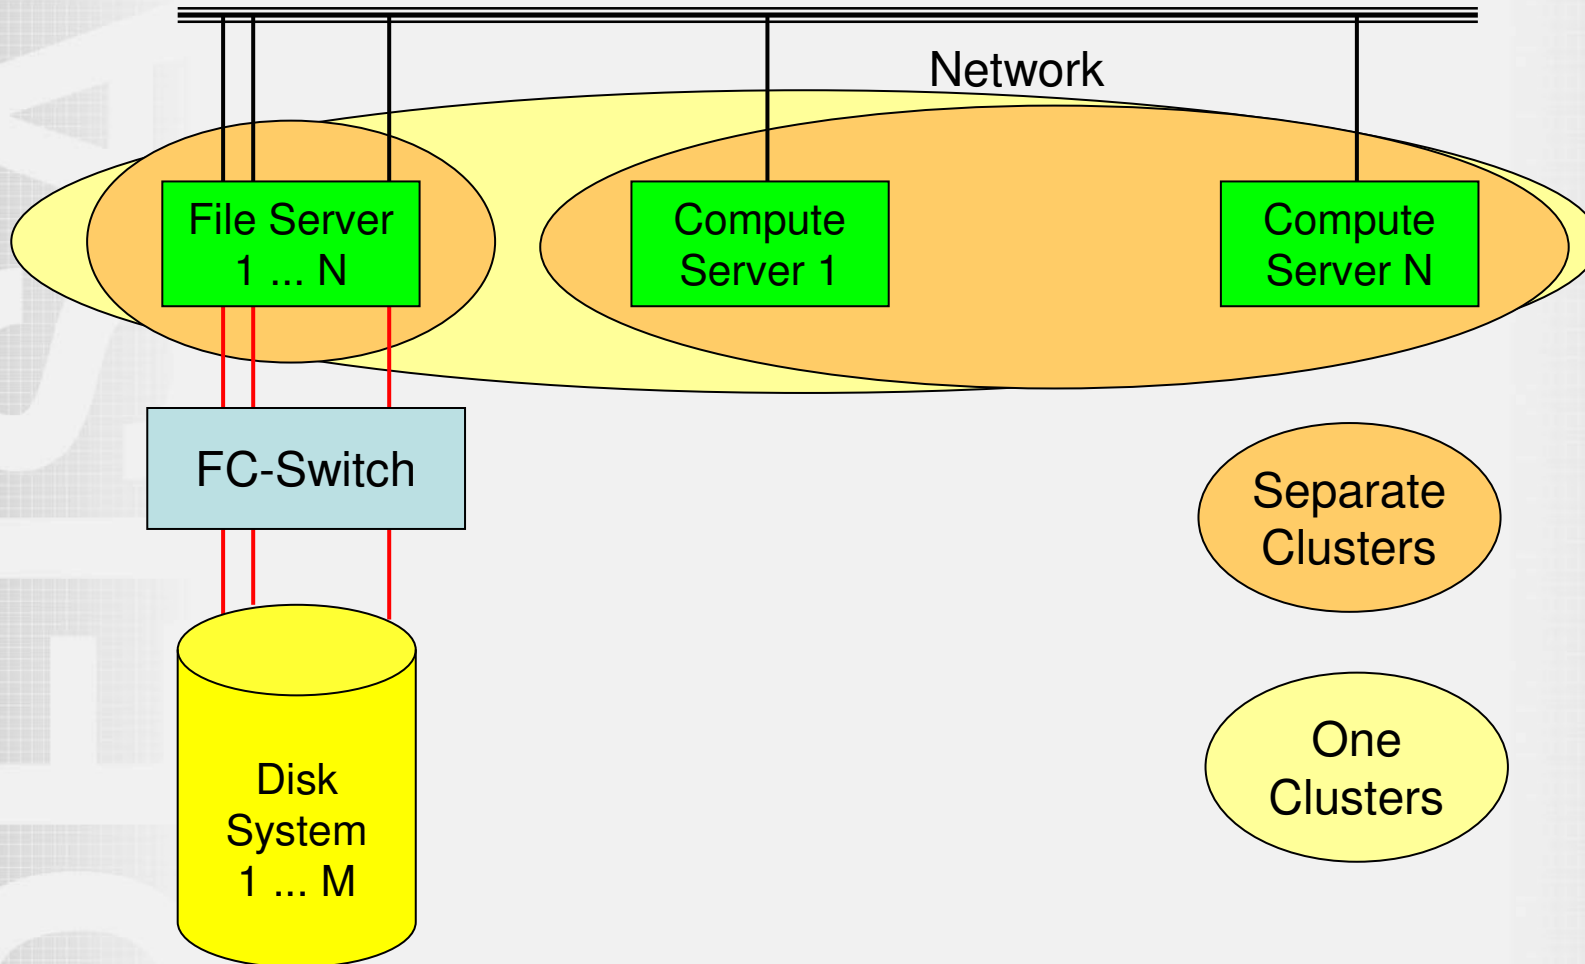 Network
File Server
1 ... N
Compute
Server 1
Compute
Server N
FC-Switch
Separate
Clusters
One
Clusters
Disk
System
1 ... M